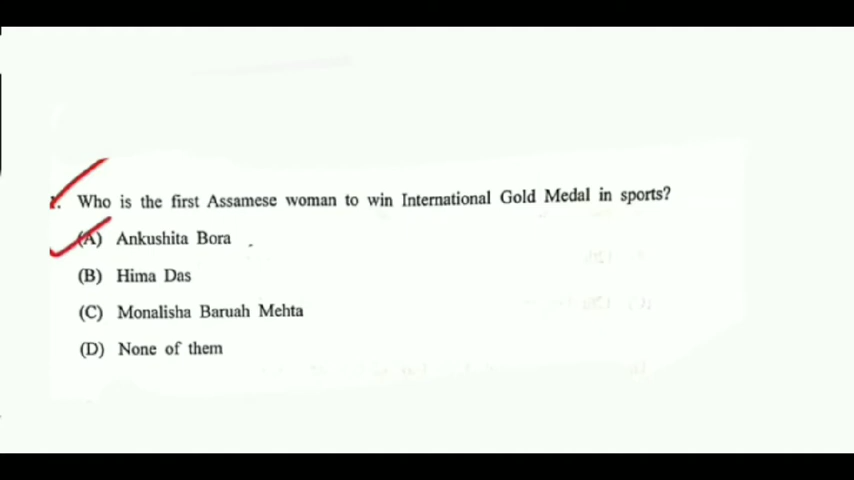 Who is the first Assamese woman to win International Gold Medal in sports?
(A) Ankushita Bora
(B) Hima Das
(C) Monalisha Baruah Mehta
(D) None of them